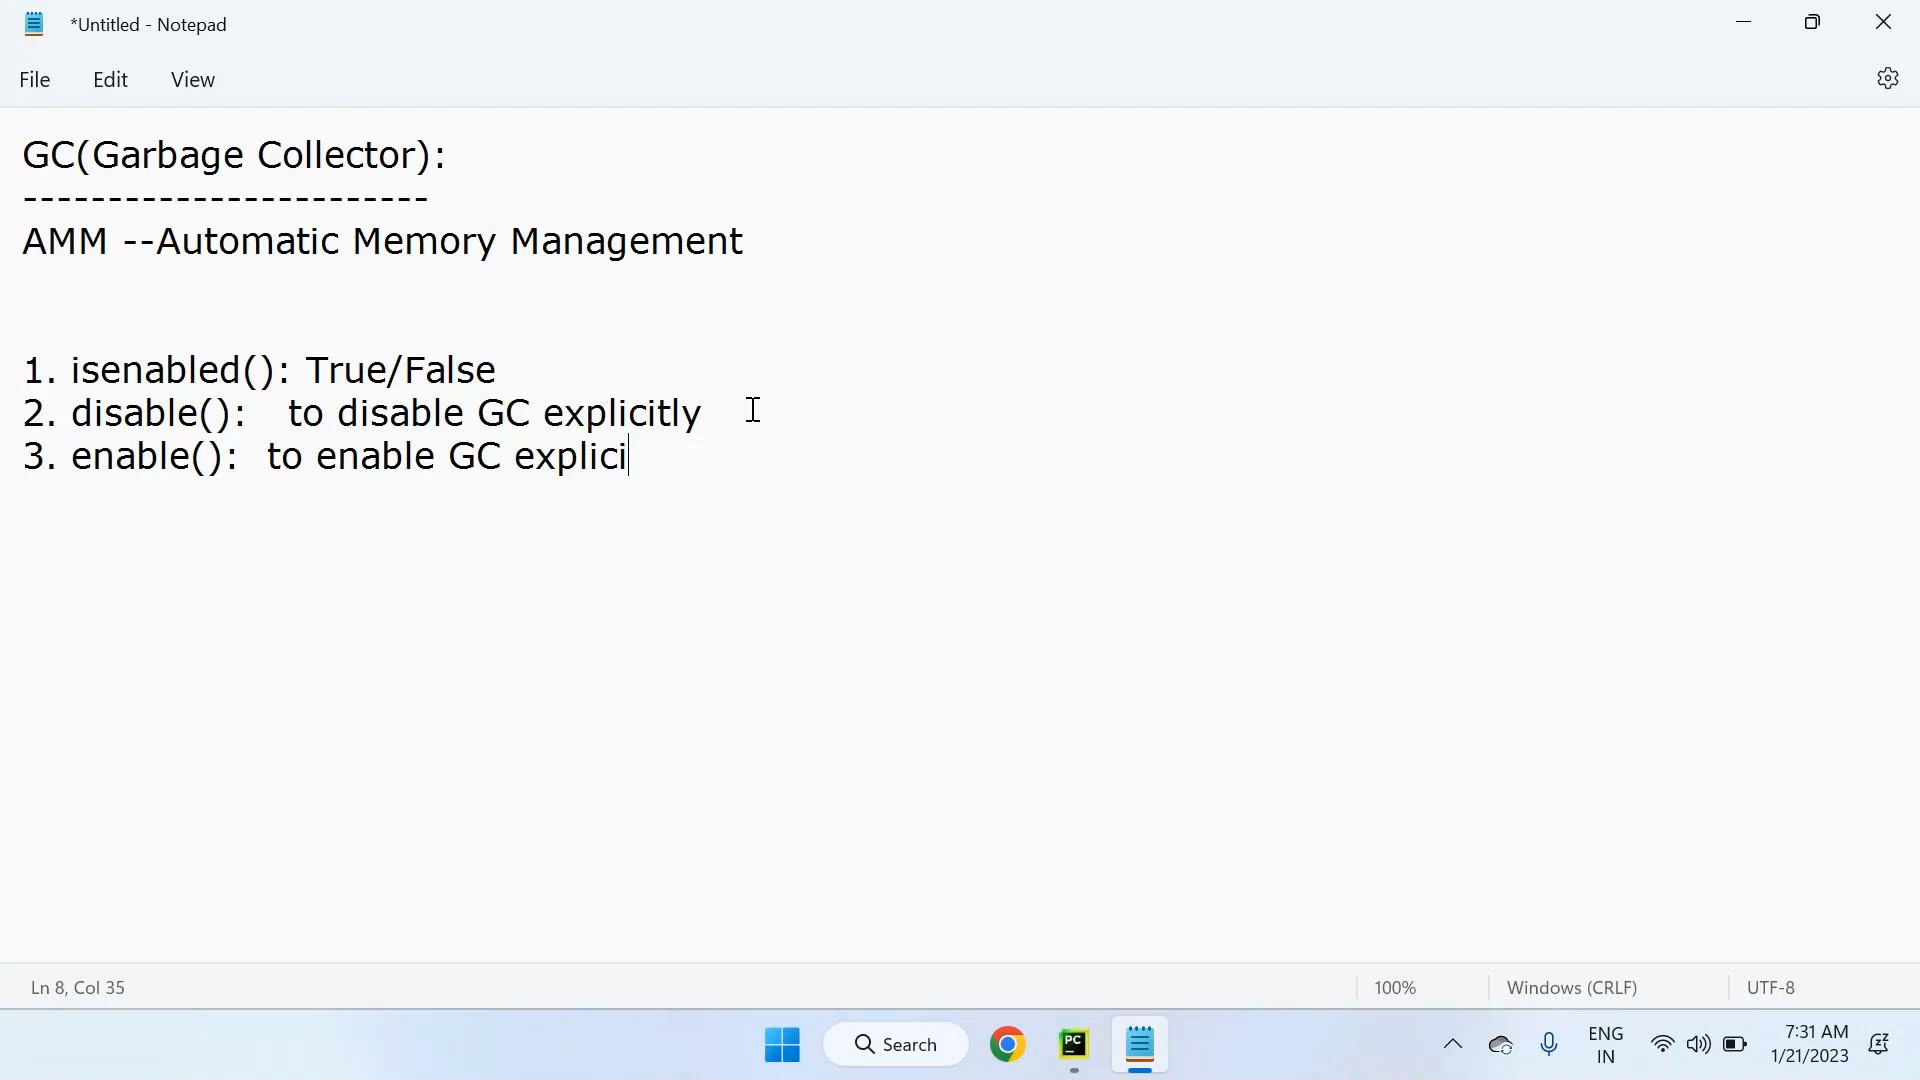 *Untitled - Notepad
File Edit View
GC(Garbage Collector):
------------------------
AMM --Automatic Memory Management
1. isenabled(): True/False
2. disable():   to disable GC explicitly
3. enable():  to enable GC explici
Ln 8, Col 35
100%
Windows (CRLF)
UTF-8
Search
PC
ENG
IN
7:31 AM
1/21/2023